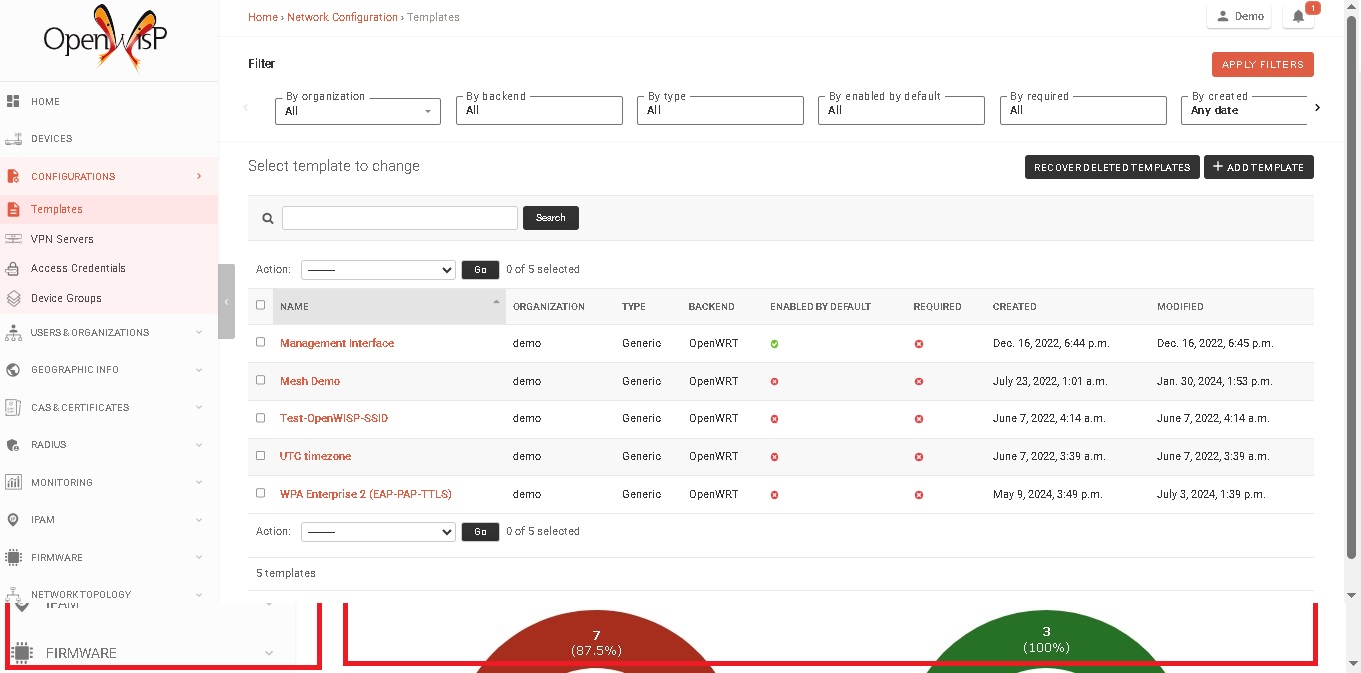 OpenWISP
Home › Network Configuration › Templates
Demo
1
Filter
APPLY FILTERS
By organization
All
By backend
All
By type
All
By enabled by default
All
By required
All
By created
Any date
HOME
DEVICES
CONFIGURATIONS
Templates
VPN Servers
Access Credentials
Device Groups
USERS & ORGANIZATIONS
GEOGRAPHIC INFO
CAS & CERTIFICATES
RADIUS
MONITORING
IPAM
FIRMWARE
NETWORK TOPOLOGY
Select template to change
RECOVER DELETED TEMPLATES
+ ADD TEMPLATE
Search
Action: --------- Go 0 of 5 selected
NAME ORGANIZATION TYPE BACKEND ENABLED BY DEFAULT REQUIRED CREATED MODIFIED
Management Interface demo Generic OpenWRT Dec. 16, 2022, 6:44 p.m. Dec. 16, 2022, 6:45 p.m.
Mesh Demo demo Generic OpenWRT July 23, 2022, 1:01 a.m. Jan. 30, 2024, 1:53 p.m.
Test-OpenWISP-SSID demo Generic OpenWRT June 7, 2022, 4:14 a.m. June 7, 2022, 4:14 a.m.
UTC timezone demo Generic OpenWRT June 7, 2022, 3:39 a.m. June 7, 2022, 3:39 a.m.
WPA Enterprise 2 (EAP-PAP-TTLS) demo Generic OpenWRT May 9, 2024, 3:49 p.m. July 3, 2024, 1:39 p.m.
Action: --------- Go 0 of 5 selected
5 templates
IPAM
FIRMWARE
7
(87.5%)
3
(100%)